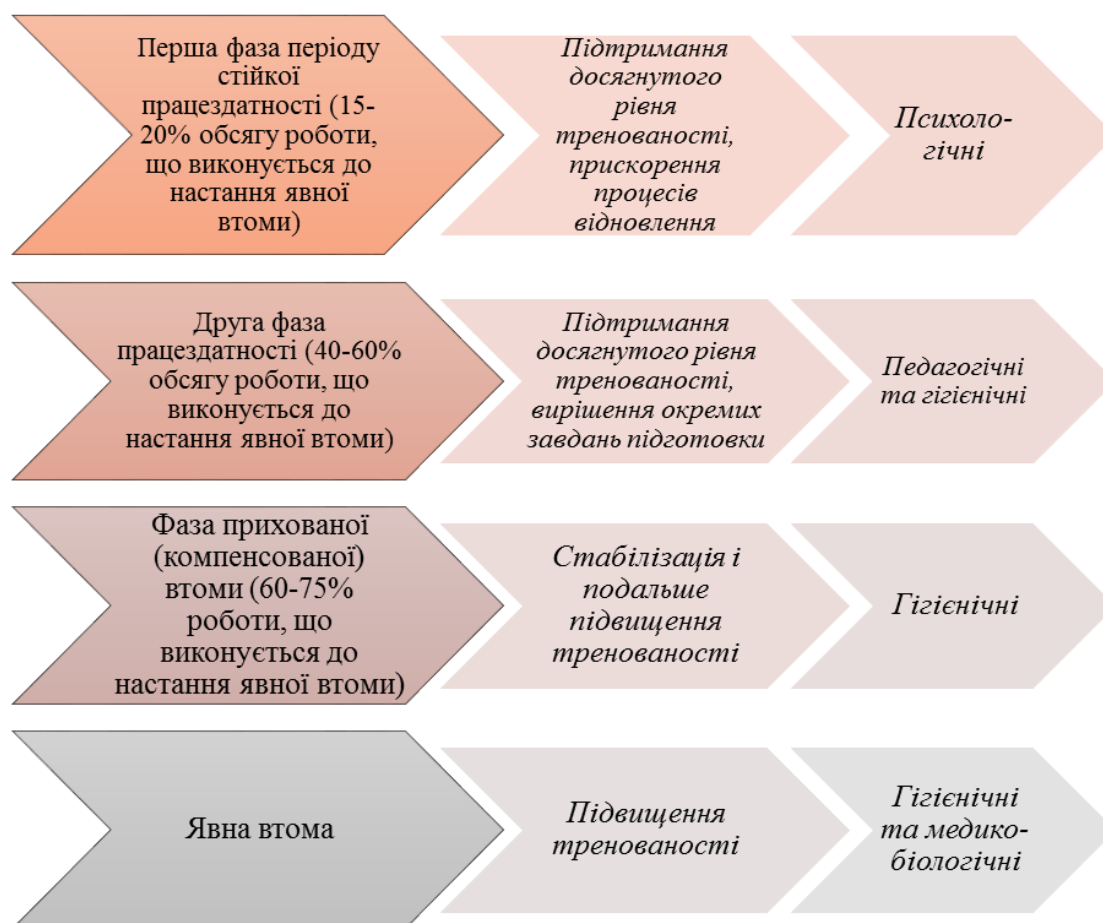 Перша фаза періоду
стійкої
працездатності (15-
20% обсягу роботи,
що виконується до
настання явної
втоми)
Підтримання
досягнутого
рівня
тренованості,
прискорення
процесів
відновлення
Психоло-
гічні
Друга фаза
працездатності (40-60%
обсягу роботи, що
виконується до
настання явної втоми)
Підтримання
досягнутого рівня
тренованості,
вирішення окремих
завдань підготовки
Педагогічні
та гігієнічні
Фаза прихованої
(компенсованої)
втоми (60-75%
роботи, що
виконується до
настання явної втоми)
Стабілізація і
подальше
підвищення
тренованості
Гігієнічні
Явна втома
Підвищення
тренованості
Гігієнічні
та медико-
біологічні